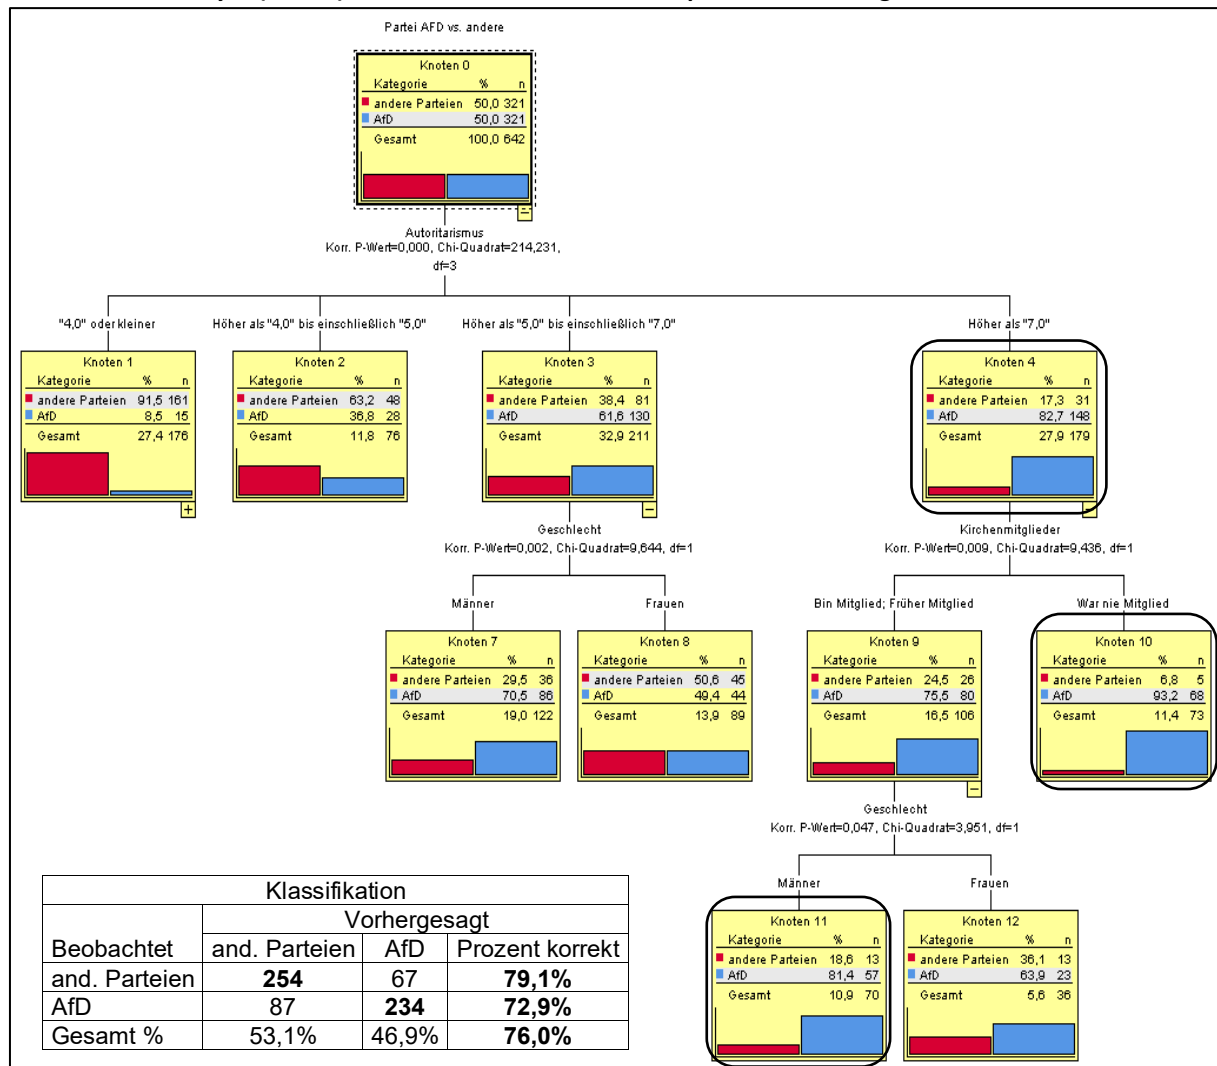 Partei AFD vs. andere
Knoten 0
Kategorie % n
andere Parteien 50,0 321
AfD 50,0 321
Gesamt 100,0 642
Autoritarismus
Korr. P-Wert=0,000, Chi-Quadrat=214,231,
df=3
"4,0" oder kleiner
Höher als "4,0" bis einschließlich "5,0"
Höher als "5,0" bis einschließlich "7,0"
Höher als "7,0"
Knoten 1
Kategorie % n
andere Parteien 91,5 161
AfD 8,5 15
Gesamt 27,4 176
Knoten 2
Kategorie % n
andere Parteien 63,2 48
AfD 36,8 28
Gesamt 11,8 76
Knoten 3
Kategorie % n
andere Parteien 38,4 81
AfD 61,6 130
Gesamt 32,9 211
Knoten 4
Kategorie % n
andere Parteien 17,3 31
AfD 82,7 148
Gesamt 27,9 179
Geschlecht
Korr. P-Wert=0,002, Chi-Quadrat=9,644, df=1
Kirchenmitglieder
Korr. P-Wert=0,009, Chi-Quadrat=9,436, df=1
Männer
Frauen
Bin Mitglied; Früher Mitglied
War nie Mitglied
Knoten 7
Kategorie % n
andere Parteien 29,5 36
AfD 70,5 86
Gesamt 19,0 122
Knoten 8
Kategorie % n
andere Parteien 50,6 45
AfD 49,4 44
Gesamt 13,9 89
Knoten 9
Kategorie % n
andere Parteien 24,5 26
AfD 75,5 80
Gesamt 16,5 106
Knoten 10
Kategorie % n
andere Parteien 6,8 5
AfD 93,2 68
Gesamt 11,4 73
Geschlecht
Korr. P-Wert=0,047, Chi-Quadrat=3,951, df=1
Männer
Frauen
Knoten 11
Kategorie % n
andere Parteien 18,6 13
AfD 81,4 57
Gesamt 10,9 70
Knoten 12
Kategorie % n
andere Parteien 36,1 13
AfD 63,9 23
Gesamt 5,6 36
Klassifikation
Vorhergesagt
Beobachtet and. Parteien AfD Prozent korrekt
and. Parteien 254 67 79,1%
AfD 87 234 72,9%
Gesamt % 53,1% 46,9% 76,0%